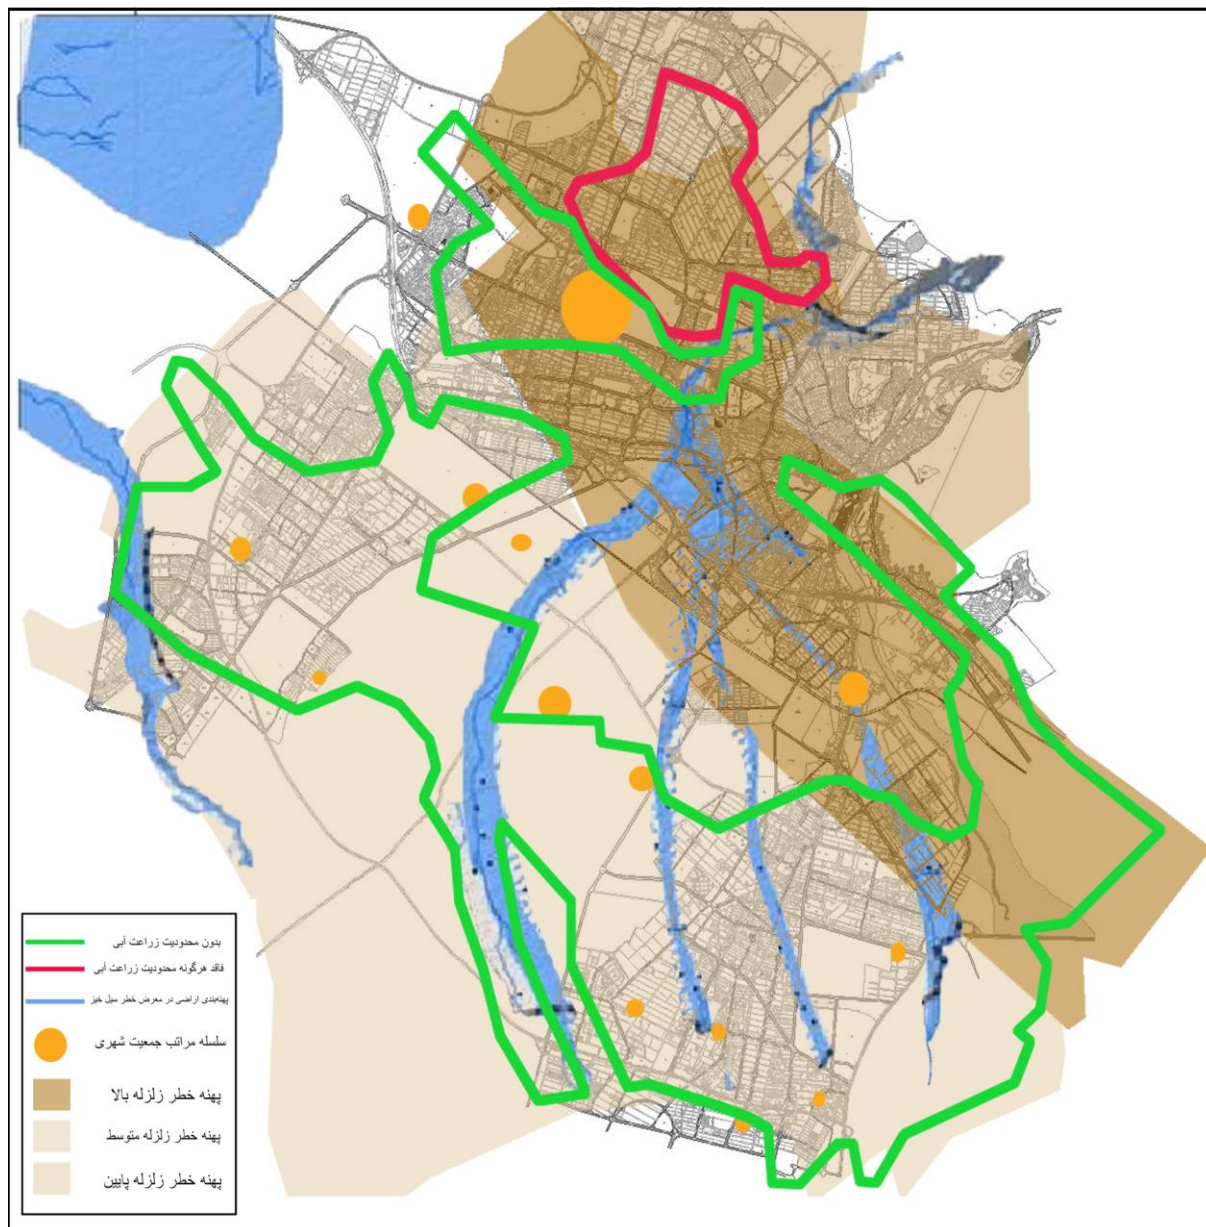 بدون محدودیت زراعت آبی
فاقد هرگونه محدودیت زراعت آبی
پهنه‌بندی اراضی در معرض خطر سیل خیز
سلسله مراتب جمعیت شهری
پهنه خطر زلزله بالا
پهنه خطر زلزله متوسط
پهنه خطر زلزله پایین